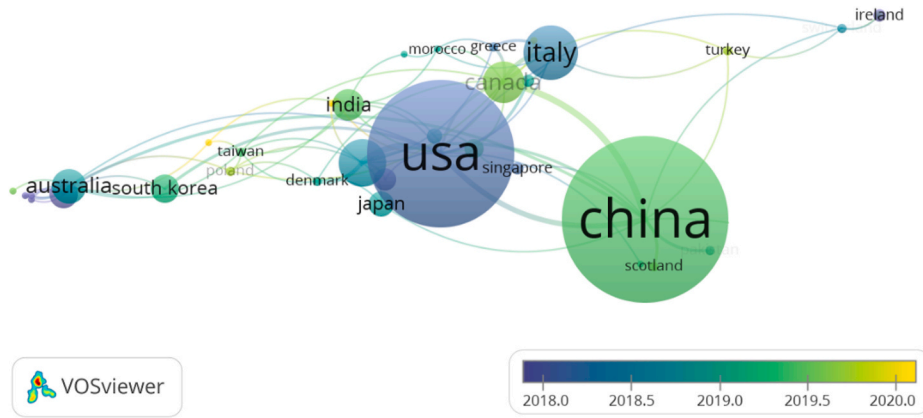 ireland
morocco
greece
italy
turkey
canada
india
usa
taiwan
poland
singapore
denmark
australia
south korea
japan
china
scotland
VOSviewer
2018.0
2018.5
2019.0
2019.5
2020.0